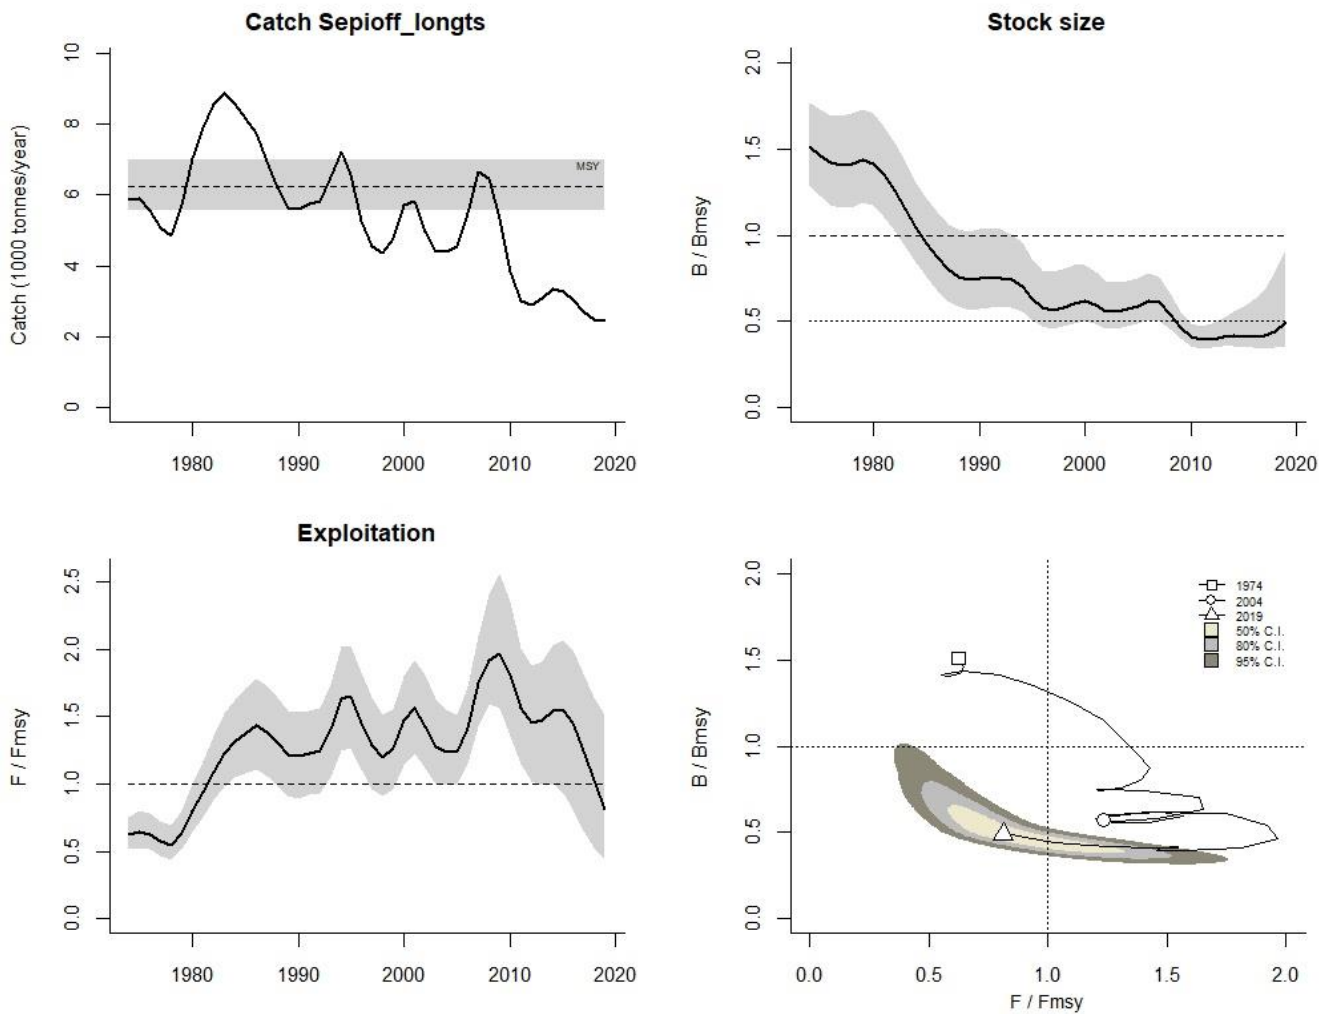 Catch Sepioff_longts
Catch (1000 tonnes/year)
10
8
6
4
2
0
MSY
1980 1990 2000 2010 2020
Stock size
B / Bmsy
2.0
1.5
1.0
0.5
0.0
1980 1990 2000 2010 2020
Exploitation
F / Fmsy
2.5
2.0
1.5
1.0
0.5
0.0
1980 1990 2000 2010 2020
B / Bmsy
2.0
1.5
1.0
0.5
0.0
1974
2004
2019
50% C.I.
80% C.I.
95% C.I.
0.0 0.5 1.0 1.5 2.0
F / Fmsy